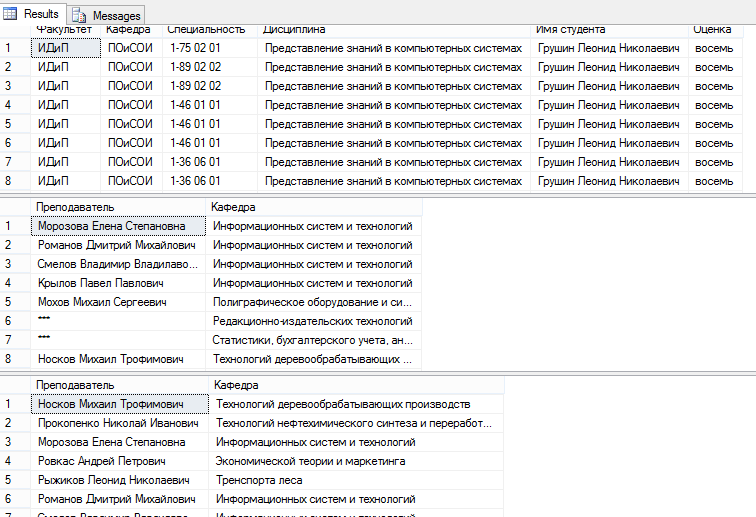 Results Messages
Факультет Кафедра Специальность Дисциплина Имя студента Оценка
1 ИДиП ПОиСОИ 1-75 02 01 Представление знаний в компьютерных системах Грушин Леонид Николаевич восемь
2 ИДиП ПОиСОИ 1-89 02 02 Представление знаний в компьютерных системах Грушин Леонид Николаевич восемь
3 ИДиП ПОиСОИ 1-89 02 02 Представление знаний в компьютерных системах Грушин Леонид Николаевич восемь
4 ИДиП ПОиСОИ 1-46 01 01 Представление знаний в компьютерных системах Грушин Леонид Николаевич восемь
5 ИДиП ПОиСОИ 1-46 01 01 Представление знаний в компьютерных системах Грушин Леонид Николаевич восемь
6 ИДиП ПОиСОИ 1-46 01 01 Представление знаний в компьютерных системах Грушин Леонид Николаевич восемь
7 ИДиП ПОиСОИ 1-36 06 01 Представление знаний в компьютерных системах Грушин Леонид Николаевич восемь
8 ИДиП ПОиСОИ 1-36 06 01 Представление знаний в компьютерных системах Грушин Леонид Николаевич восемь
Преподаватель Кафедра
1 Морозова Елена Степановна Информационных систем и технологий
2 Романов Дмитрий Михайлович Информационных систем и технологий
3 Смелов Владимир Владилаво... Информационных систем и технологий
4 Крылов Павел Павлович Информационных систем и технологий
5 Мохов Михаил Сергеевич Полиграфическое оборудование и си...
6 *** Редакционно-издательских технологий
7 *** Статистики, бухгалтерского учета, ан...
8 Носков Михаил Трофимович Технологий деревообрабатывающих ...
Преподаватель Кафедра
1 Носков Михаил Трофимович Технологий деревообрабатывающих производств
2 Прокопенко Николай Иванович Технологий нефтехимического синтеза и переработ...
3 Морозова Елена Степановна Информационных систем и технологий
4 Ровкас Андрей Петрович Экономической теории и маркетинга
5 Рыжиков Леонид Николаевич Тренспорта леса
6 Романов Дмитрий Михайлович Информационных систем и технологий
7 Смелов Владимир Владилаво... Информационных систем и технологий